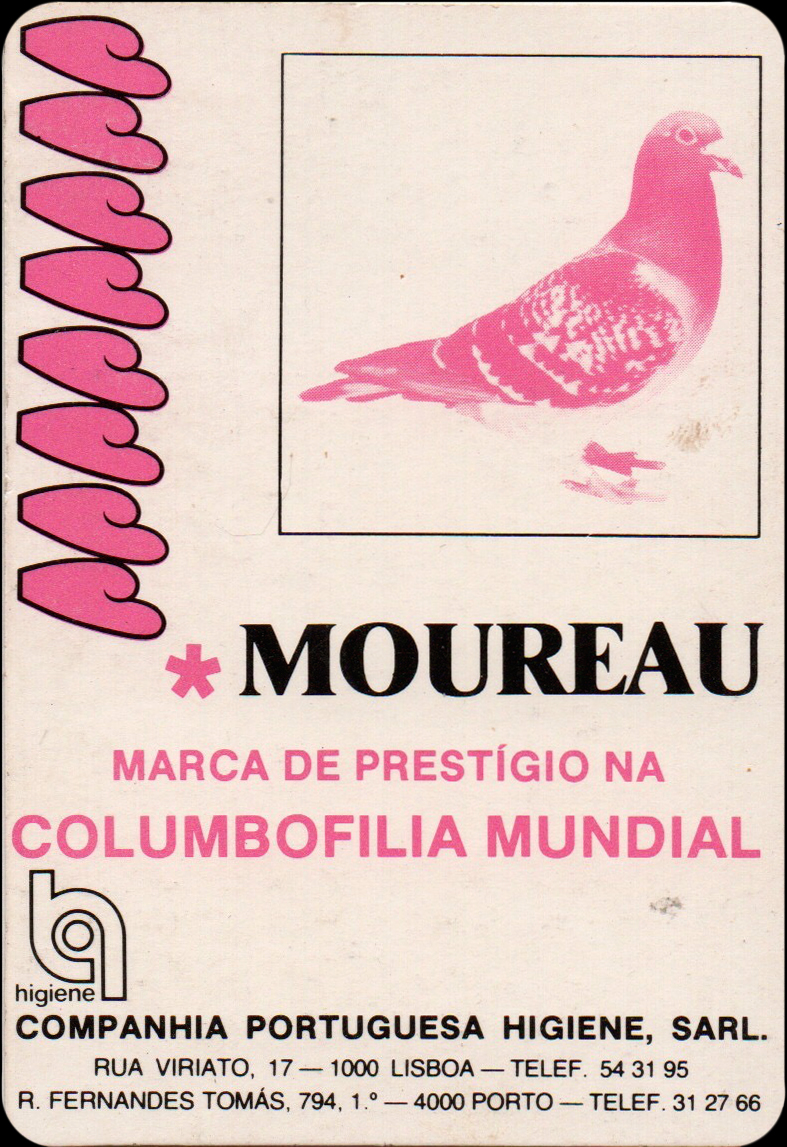 * MOUREAU
MARCA DE PRESTÍGIO NA
COLUMBOFILIA MUNDIAL
higiene
COMPANHIA PORTUGUESA HIGIENE, SARL.
RUA VIRIATO, 17 — 1000 LISBOA — TELEF. 54 31 95
R. FERNANDES TOMÁS, 794, 1.º — 4000 PORTO — TELEF. 31 27 66